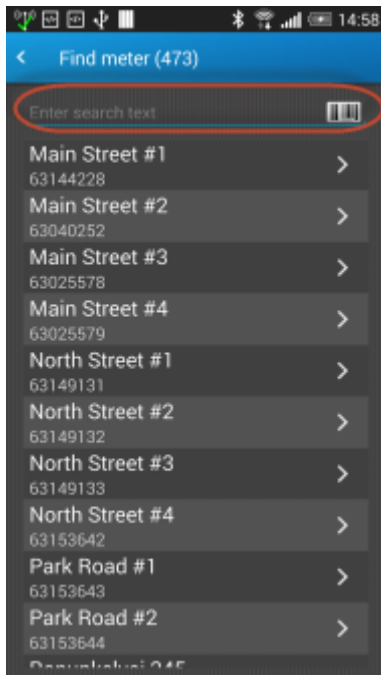 14:58
Find meter (473)
Enter search text
Main Street #1
63144228
Main Street #2
63040252
Main Street #3
63025578
Main Street #4
63025579
North Street #1
63149131
North Street #2
63149132
North Street #3
63149133
North Street #4
63153642
Park Road #1
63153643
Park Road #2
63153644